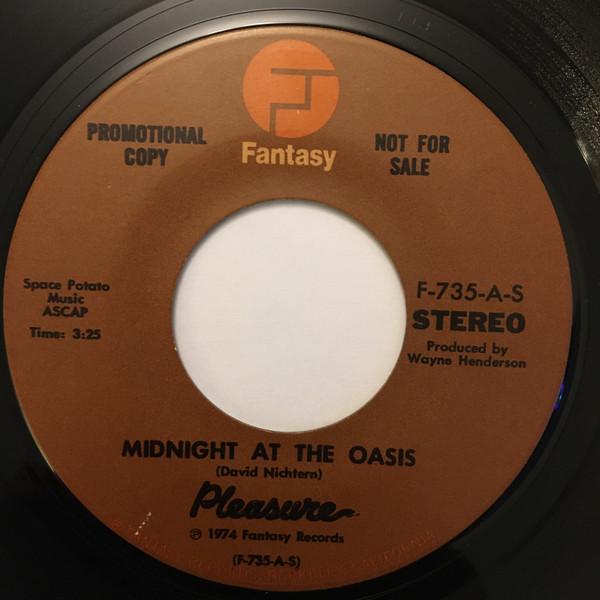 PROMOTIONAL
COPY
Fantasy
NOT FOR
SALE
Space Potato
Music
ASCAP
Time: 3:25
F-735-A-S
STEREO
Produced by
Wayne Henderson
MIDNIGHT AT THE OASIS
(David Nichtern)
Pleasure
℗ 1974 Fantasy Records
(F-735-A-S)